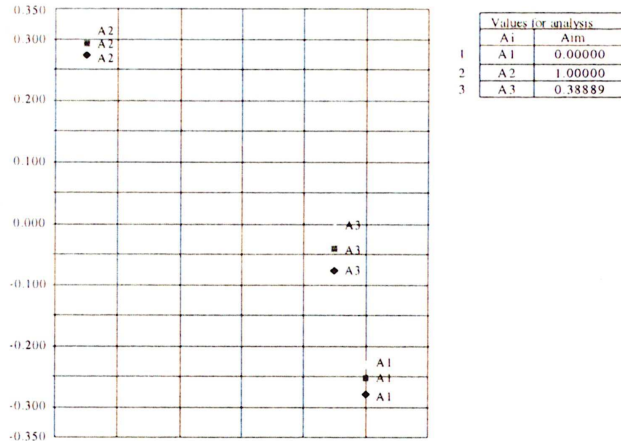 0.350
0.300
0.200
0.100
0.000
-0.100
-0.200
-0.300
-0.350
A2
A2
A2
A3
A3
A3
A1
A1
A1
Values for analysis
Ai Aim
1 A1 0.00000
2 A2 1.00000
3 A3 0.38889